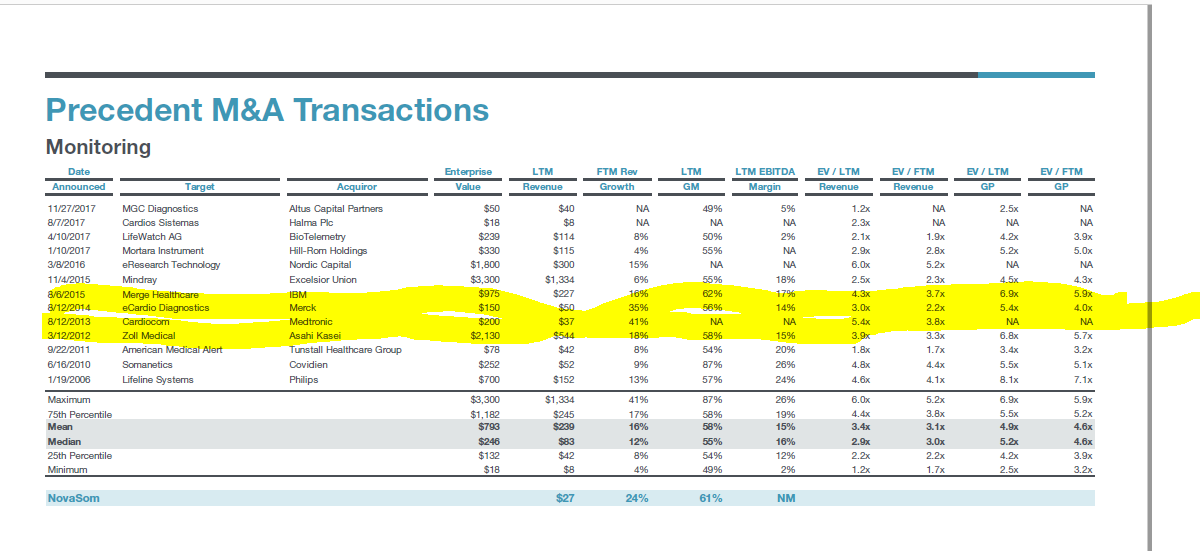 Precedent M&A Transactions
Monitoring
Date Enterprise LTM FTM Rev LTM LTM EBITDA EV / LTM EV / FTM EV / LTM EV / FTM
Announced Target Acquiror Value Revenue Growth GM Margin Revenue Revenue GP GP
11/27/2017 MGC Diagnostics Altus Capital Partners $50 $40 NA 49% 5% 1.2x NA 2.5x NA
8/7/2017 Cardios Sistemas Halma Plc $18 $8 NA NA NA 2.3x NA NA NA
4/10/2017 LifeWatch AG BioTelemetry $239 $114 8% 50% 2% 2.1x 1.9x 4.2x 3.9x
1/10/2017 Mortara Instrument Hill-Rom Holdings $330 $115 4% 55% NA 2.9x 2.8x 5.2x 5.0x
3/8/2016 eResearch Technology Nordic Capital $1,800 $300 15% NA NA 6.0x 5.2x NA NA
11/4/2015 Mindray Excelsior Union $3,300 $1,334 6% 55% 18% 2.5x 2.3x 4.5x 4.3x
8/6/2015 Merge Healthcare IBM $975 $227 16% 62% 17% 4.3x 3.7x 6.9x 5.9x
8/12/2014 eCardio Diagnostics Merck $150 $50 35% 56% 14% 3.0x 2.2x 5.4x 4.0x
8/12/2013 Cardiocom Medtronic $200 $37 41% NA NA 5.4x 3.8x NA NA
3/12/2012 Zoll Medical Asahi Kasei $2,130 $544 18% 58% 15% 3.9x 3.3x 6.8x 5.7x
9/22/2011 American Medical Alert Tunstall Healthcare Group $78 $42 8% 54% 20% 1.8x 1.7x 3.4x 3.2x
6/16/2010 Somanetics Covidien $252 $52 9% 87% 26% 4.8x 4.4x 5.5x 5.1x
1/19/2006 Lifeline Systems Philips $700 $152 13% 57% 24% 4.6x 4.1x 8.1x 7.1x
Maximum $3,300 $1,334 41% 87% 26% 6.0x 5.2x 6.9x 5.9x
75th Percentile $1,182 $245 17% 58% 19% 4.4x 3.8x 5.5x 5.2x
Mean $793 $239 16% 58% 15% 3.4x 3.1x 4.9x 4.6x
Median $246 $83 12% 55% 16% 2.9x 3.0x 5.2x 4.6x
25th Percentile $132 $42 8% 54% 12% 2.2x 2.2x 4.2x 3.9x
Minimum $18 $8 4% 49% 2% 1.2x 1.7x 2.5x 3.2x
NovaSom $27 24% 61% NM